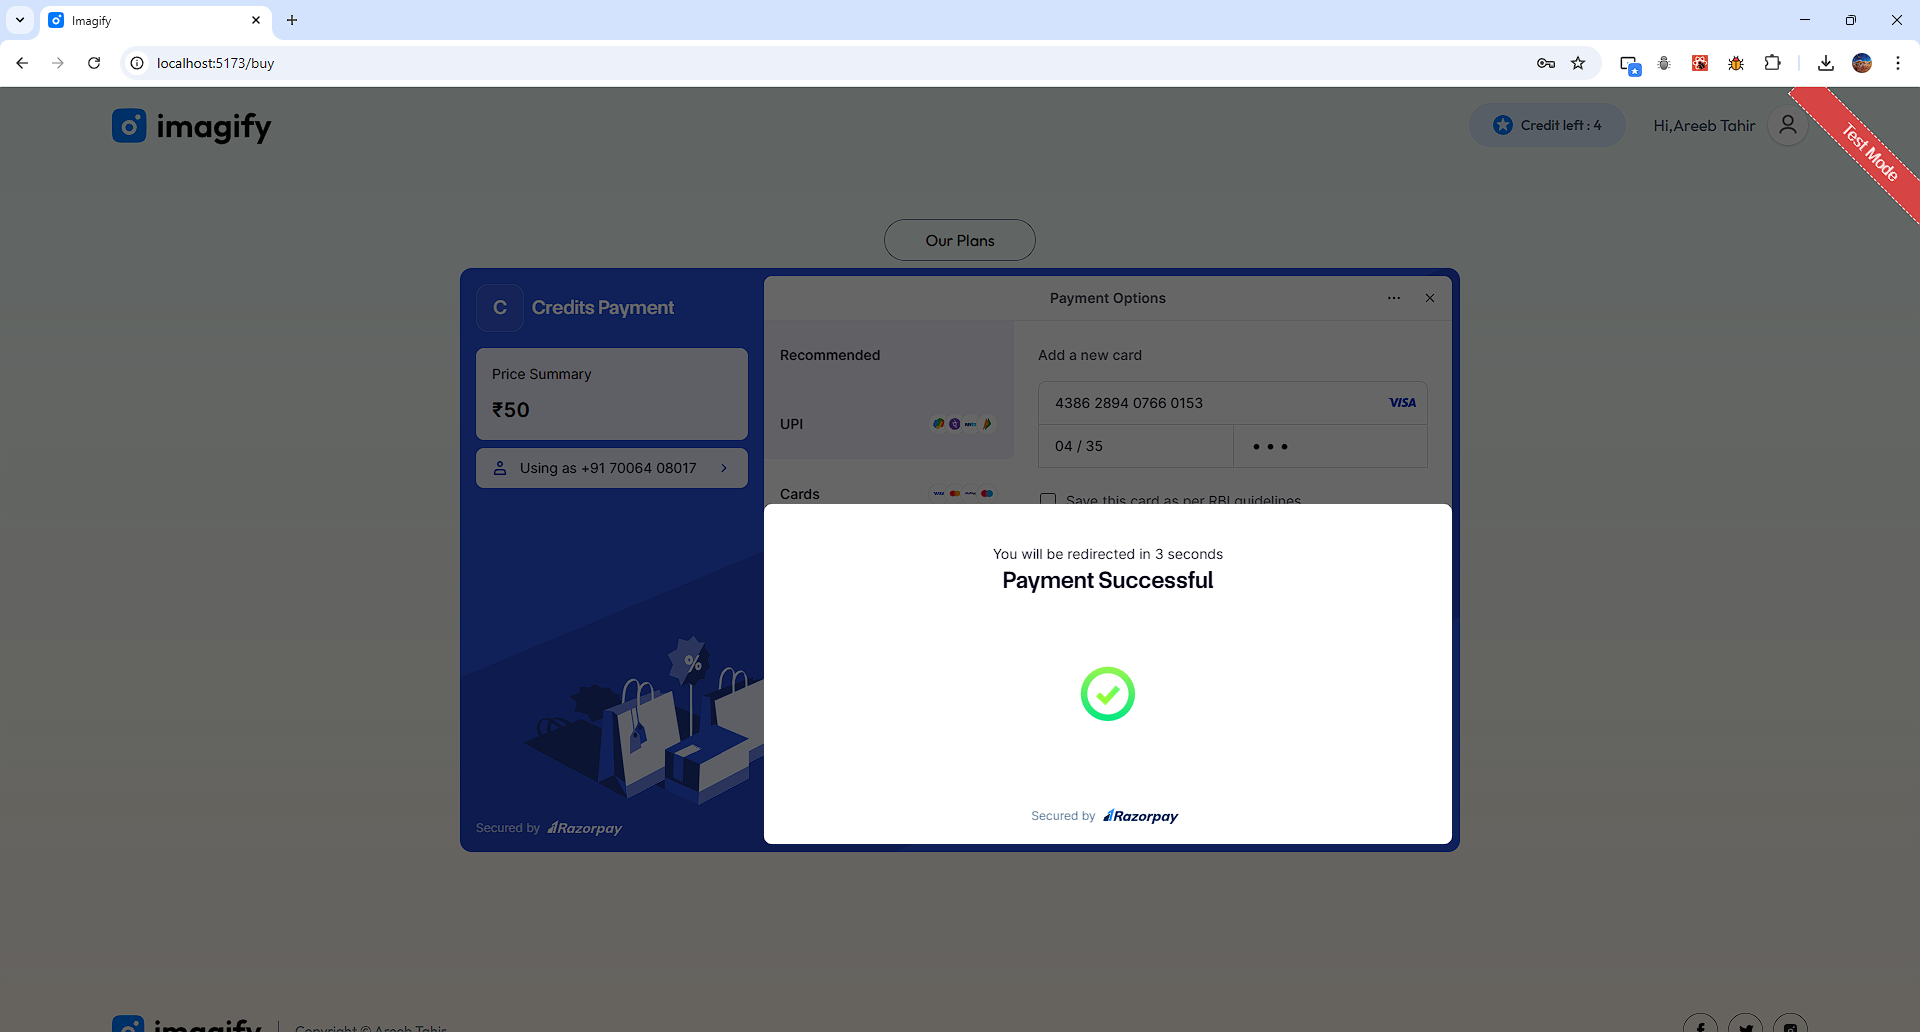 Imagify
localhost:5173/buy
imagify
Credit left : 4
Hi,Areeb Tahir
Test Mode
Our Plans
C
Credits Payment
Payment Options
Price Summary
₹50
Using as +91 70064 08017
Recommended
UPI
Cards
Add a new card
4386 2894 0766 0153
VISA
04 / 35
Save this card as per RBI guidelines
You will be redirected in 3 seconds
Payment Successful
%
Secured by Razorpay
Secured by Razorpay
imagify
Copyright © Areeb Tahir